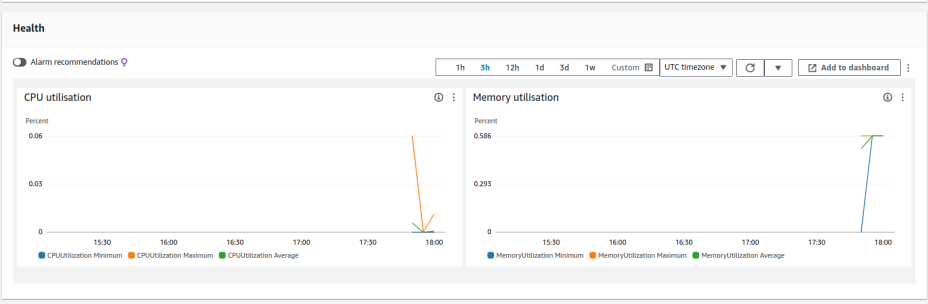 Health
Alarm recommendations
1h 3h 12h 1d 3d 1w Custom UTC timezone Add to dashboard
CPU utilisation
Percent
0.06
0.03
0
15:30 16:00 16:30 17:00 17:30 18:00
CPUUtilization Minimum CPUUtilization Maximum CPUUtilization Average
Memory utilisation
Percent
0.586
0.293
0
15:30 16:00 16:30 17:00 17:30 18:00
MemoryUtilization Minimum MemoryUtilization Maximum MemoryUtilization Average